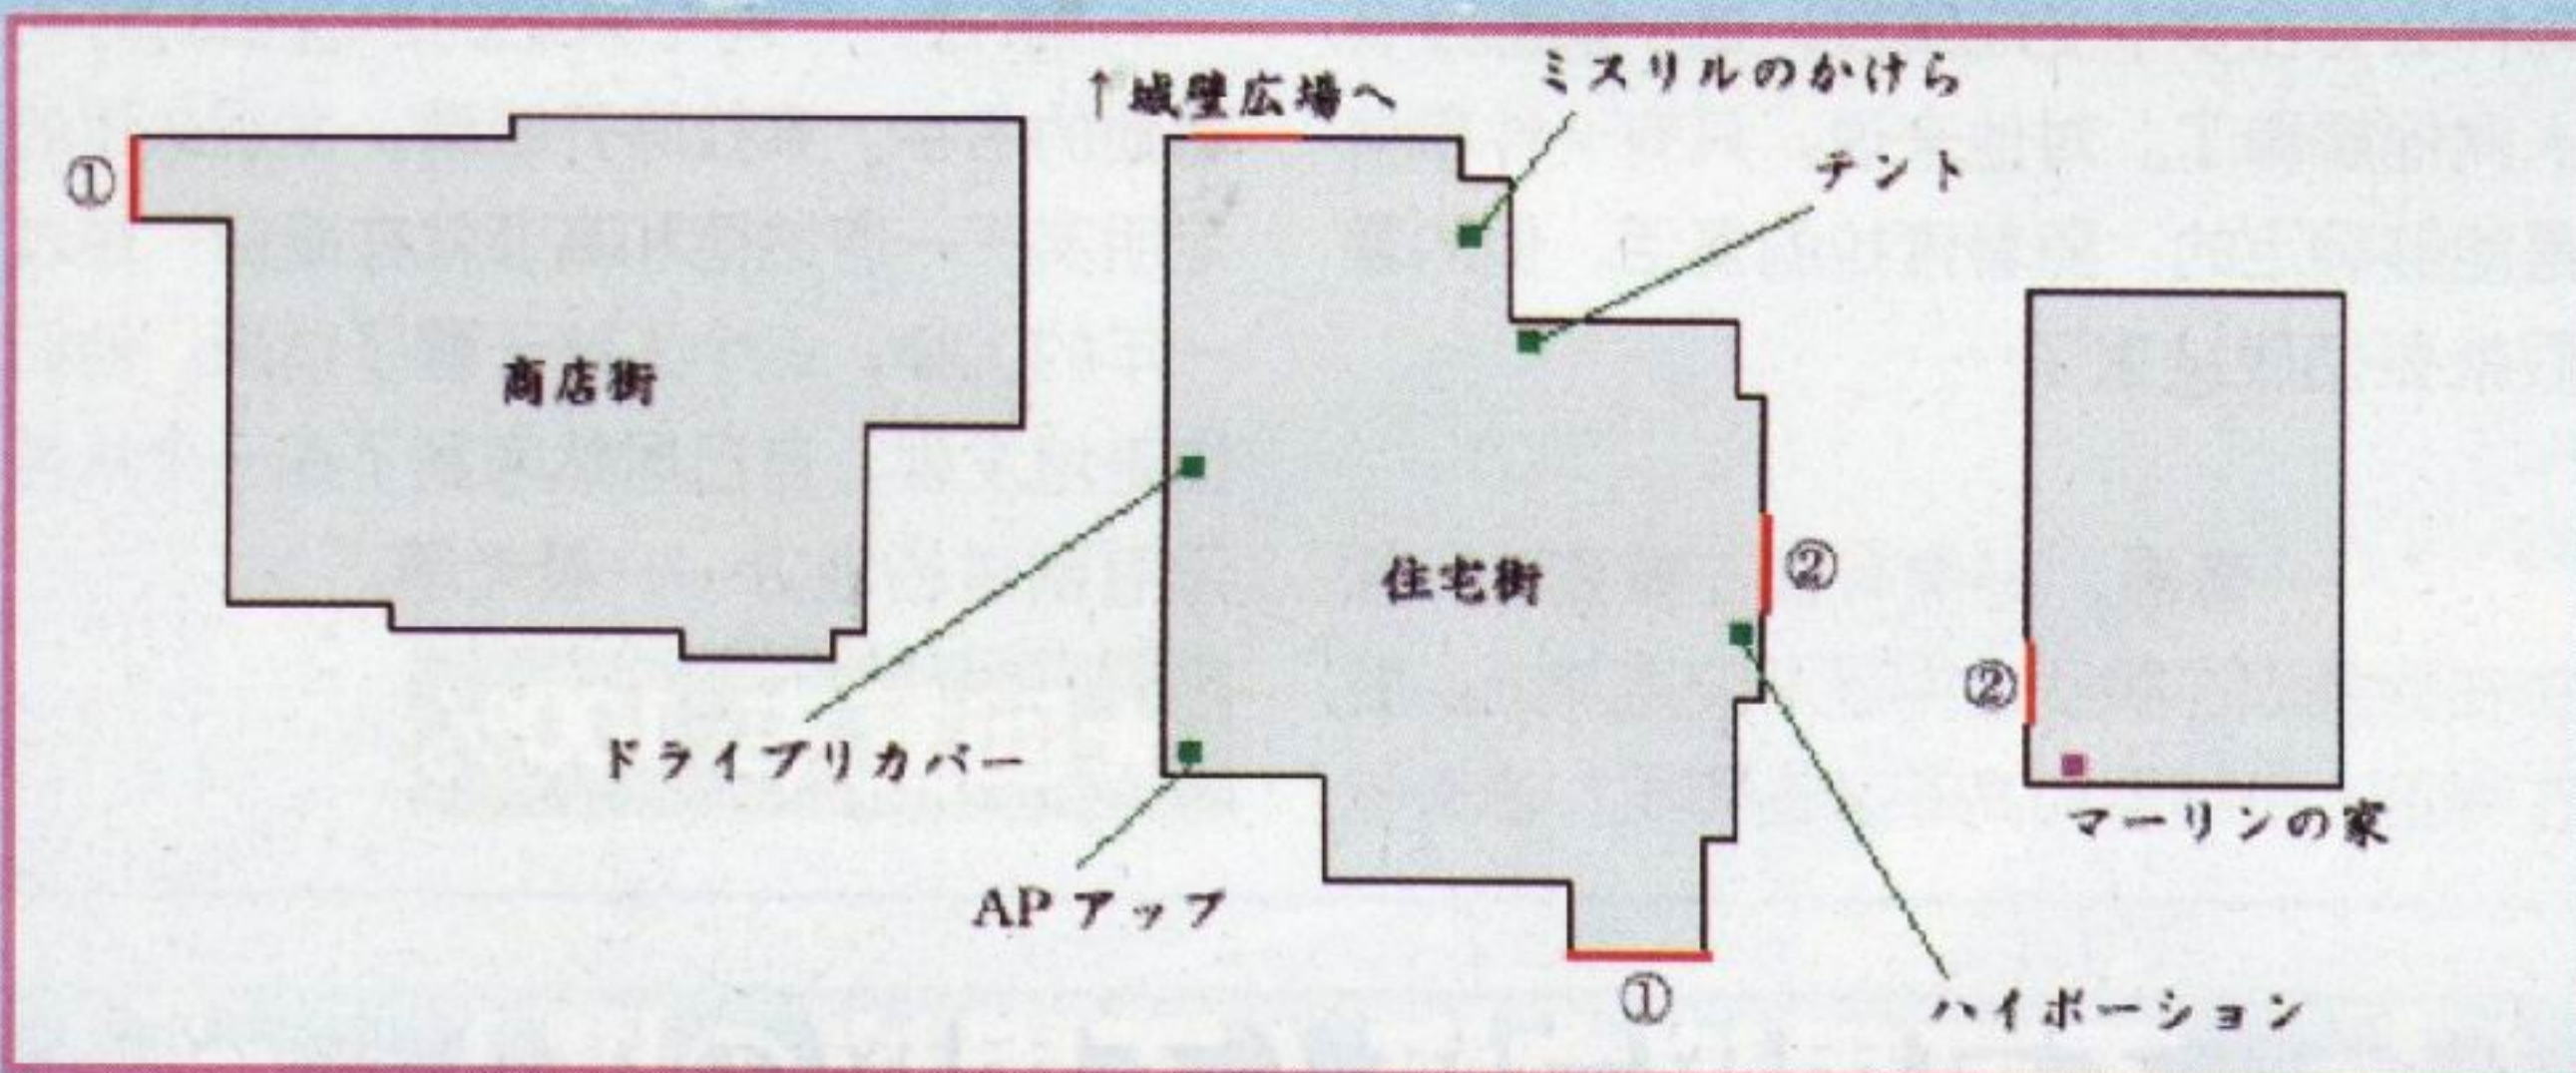 ↑城壁広場へ
ミスリルのかけら
テント
①
商店街
住宅街
②
②
ドライブリカバー
マーリンの家
APアップ
①
ハイポーション